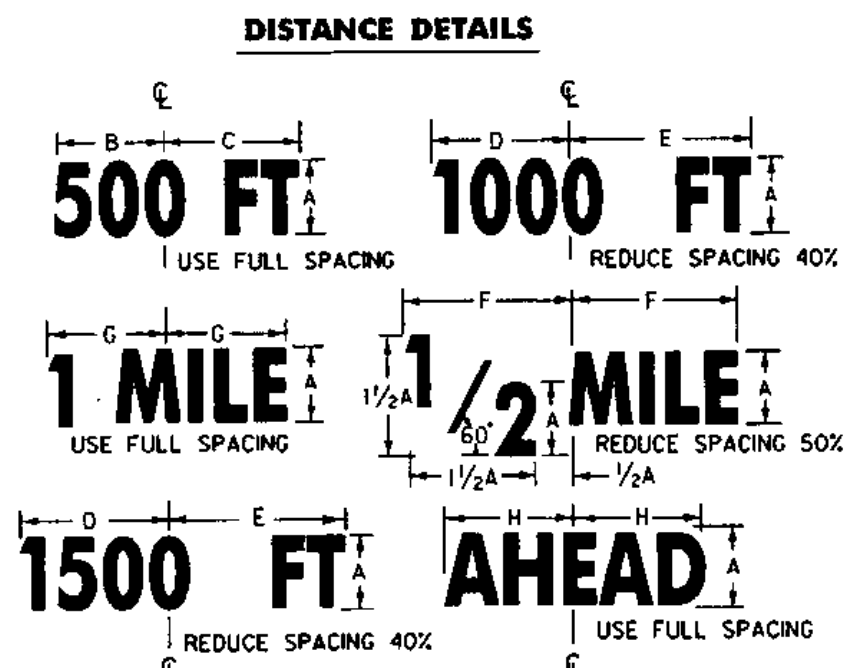 DISTANCE DETAILS
℄ ℄
B C D E
500 FT A 1000 FT A
USE FULL SPACING REDUCE SPACING 40%
G G F F
1 MILE A 1½A 1/2 60° A MILE A
USE FULL SPACING REDUCE SPACING 50%
1½A ½A
D E H H
1500 FT A AHEAD A
REDUCE SPACING 40% USE FULL SPACING
℄ ℄